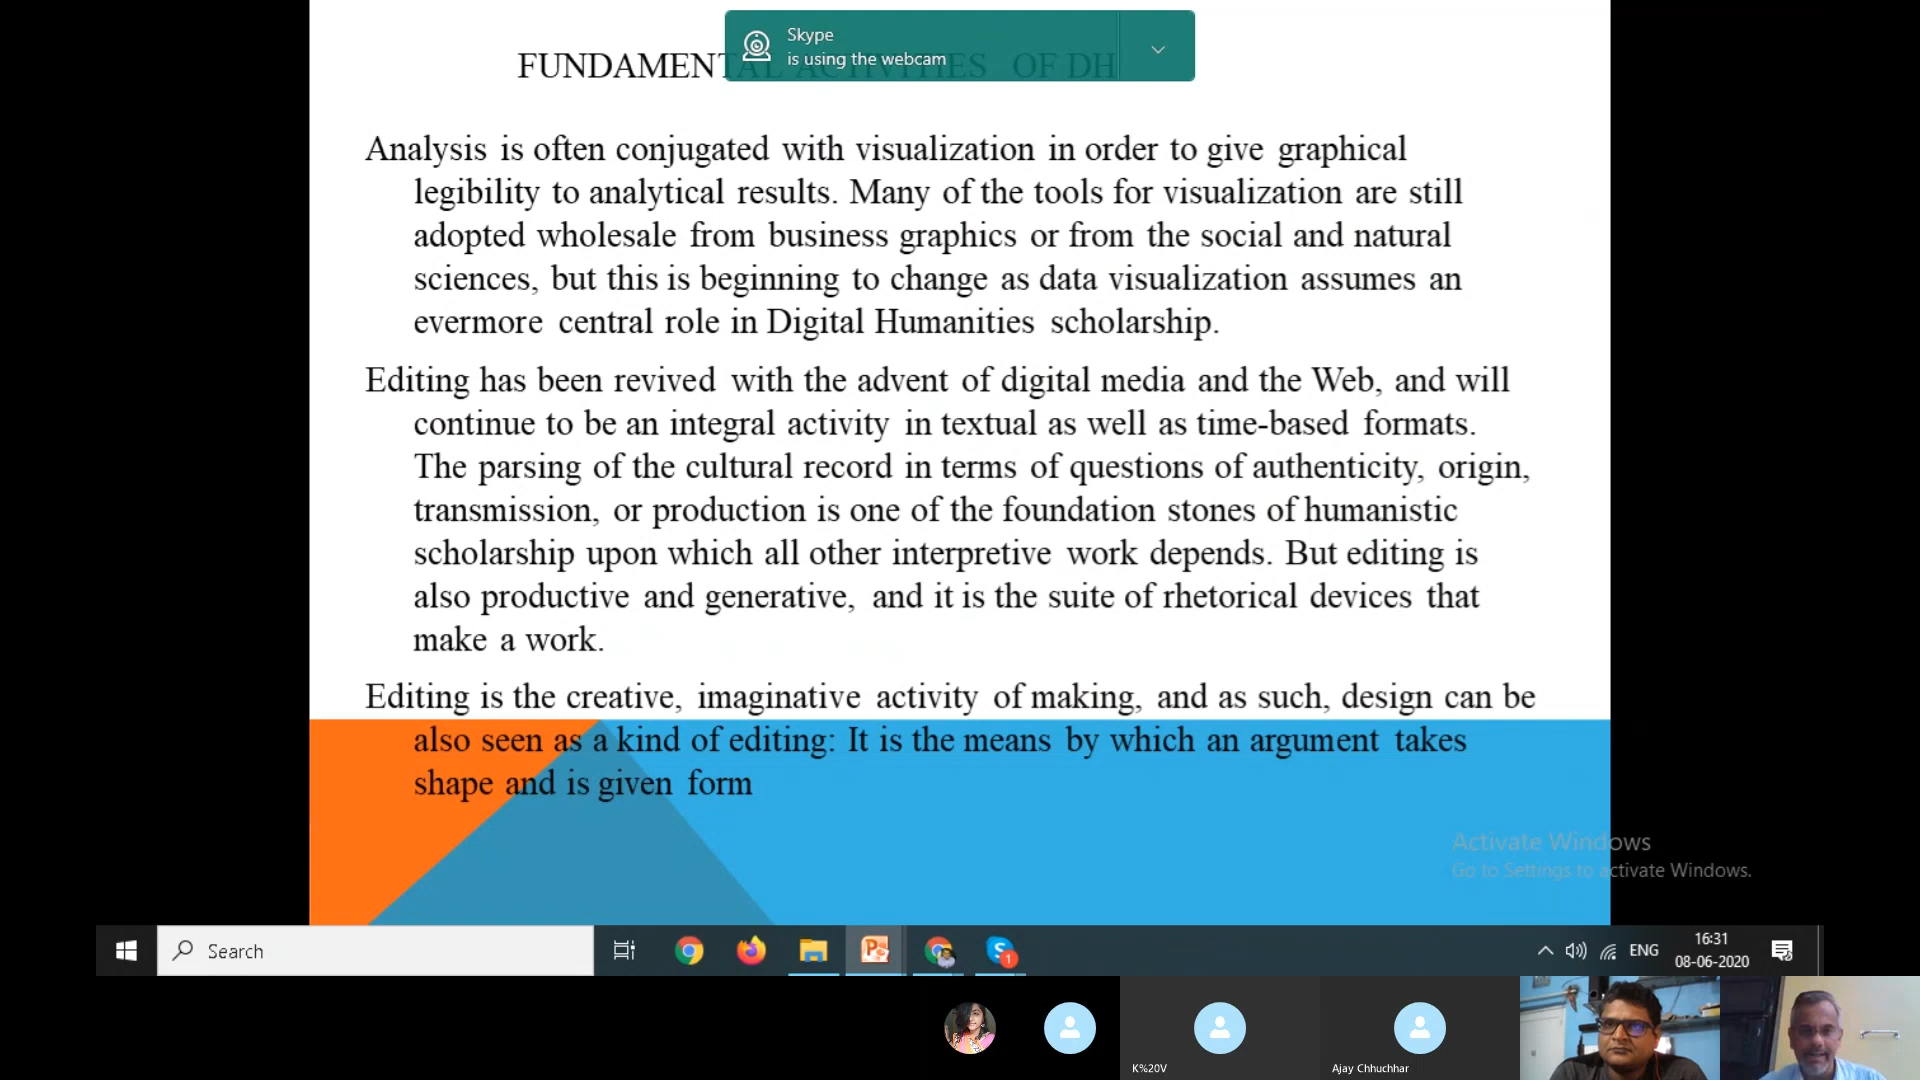 Skype
is using the webcam
FUNDAMENTAL ACTIVITIES OF DH
Analysis is often conjugated with visualization in order to give graphical
legibility to analytical results. Many of the tools for visualization are still
adopted wholesale from business graphics or from the social and natural
sciences, but this is beginning to change as data visualization assumes an
evermore central role in Digital Humanities scholarship.
Editing has been revived with the advent of digital media and the Web, and will
continue to be an integral activity in textual as well as time-based formats.
The parsing of the cultural record in terms of questions of authenticity, origin,
transmission, or production is one of the foundation stones of humanistic
scholarship upon which all other interpretive work depends. But editing is
also productive and generative, and it is the suite of rhetorical devices that
make a work.
Editing is the creative, imaginative activity of making, and as such, design can be
also seen as a kind of editing: It is the means by which an argument takes
shape and is given form
Activate Windows
Go to Settings to activate Windows.
Search
1
ENG
16:31
08-06-2020
K%20V
Ajay Chhuchhar